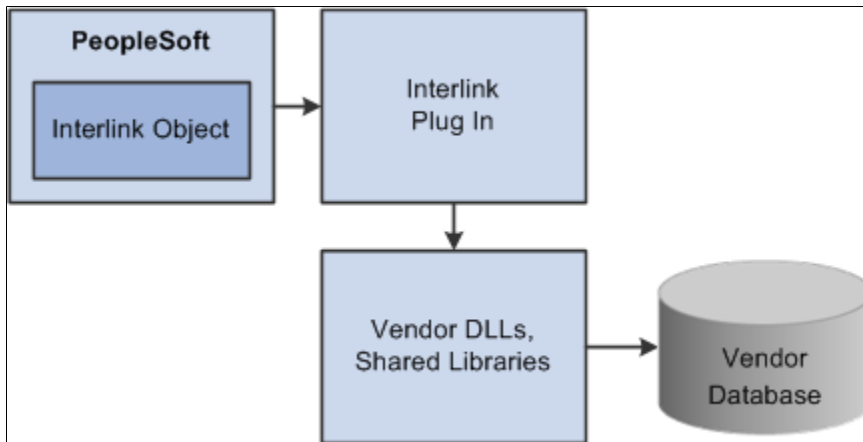 PeopleSoft
Interlink Object
Interlink
Plug In
Vendor DLLs,
Shared Libraries
Vendor
Database